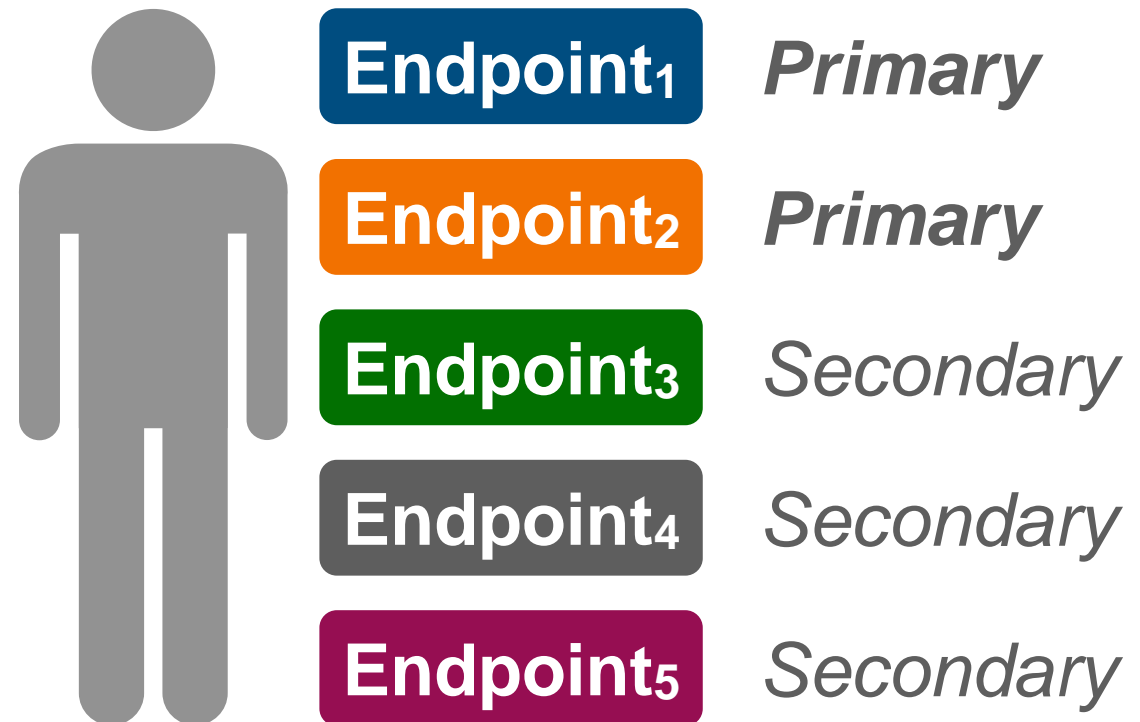 Endpoint₁ Primary
Endpoint₂ Primary
Endpoint₃ Secondary
Endpoint₄ Secondary
Endpoint₅ Secondary